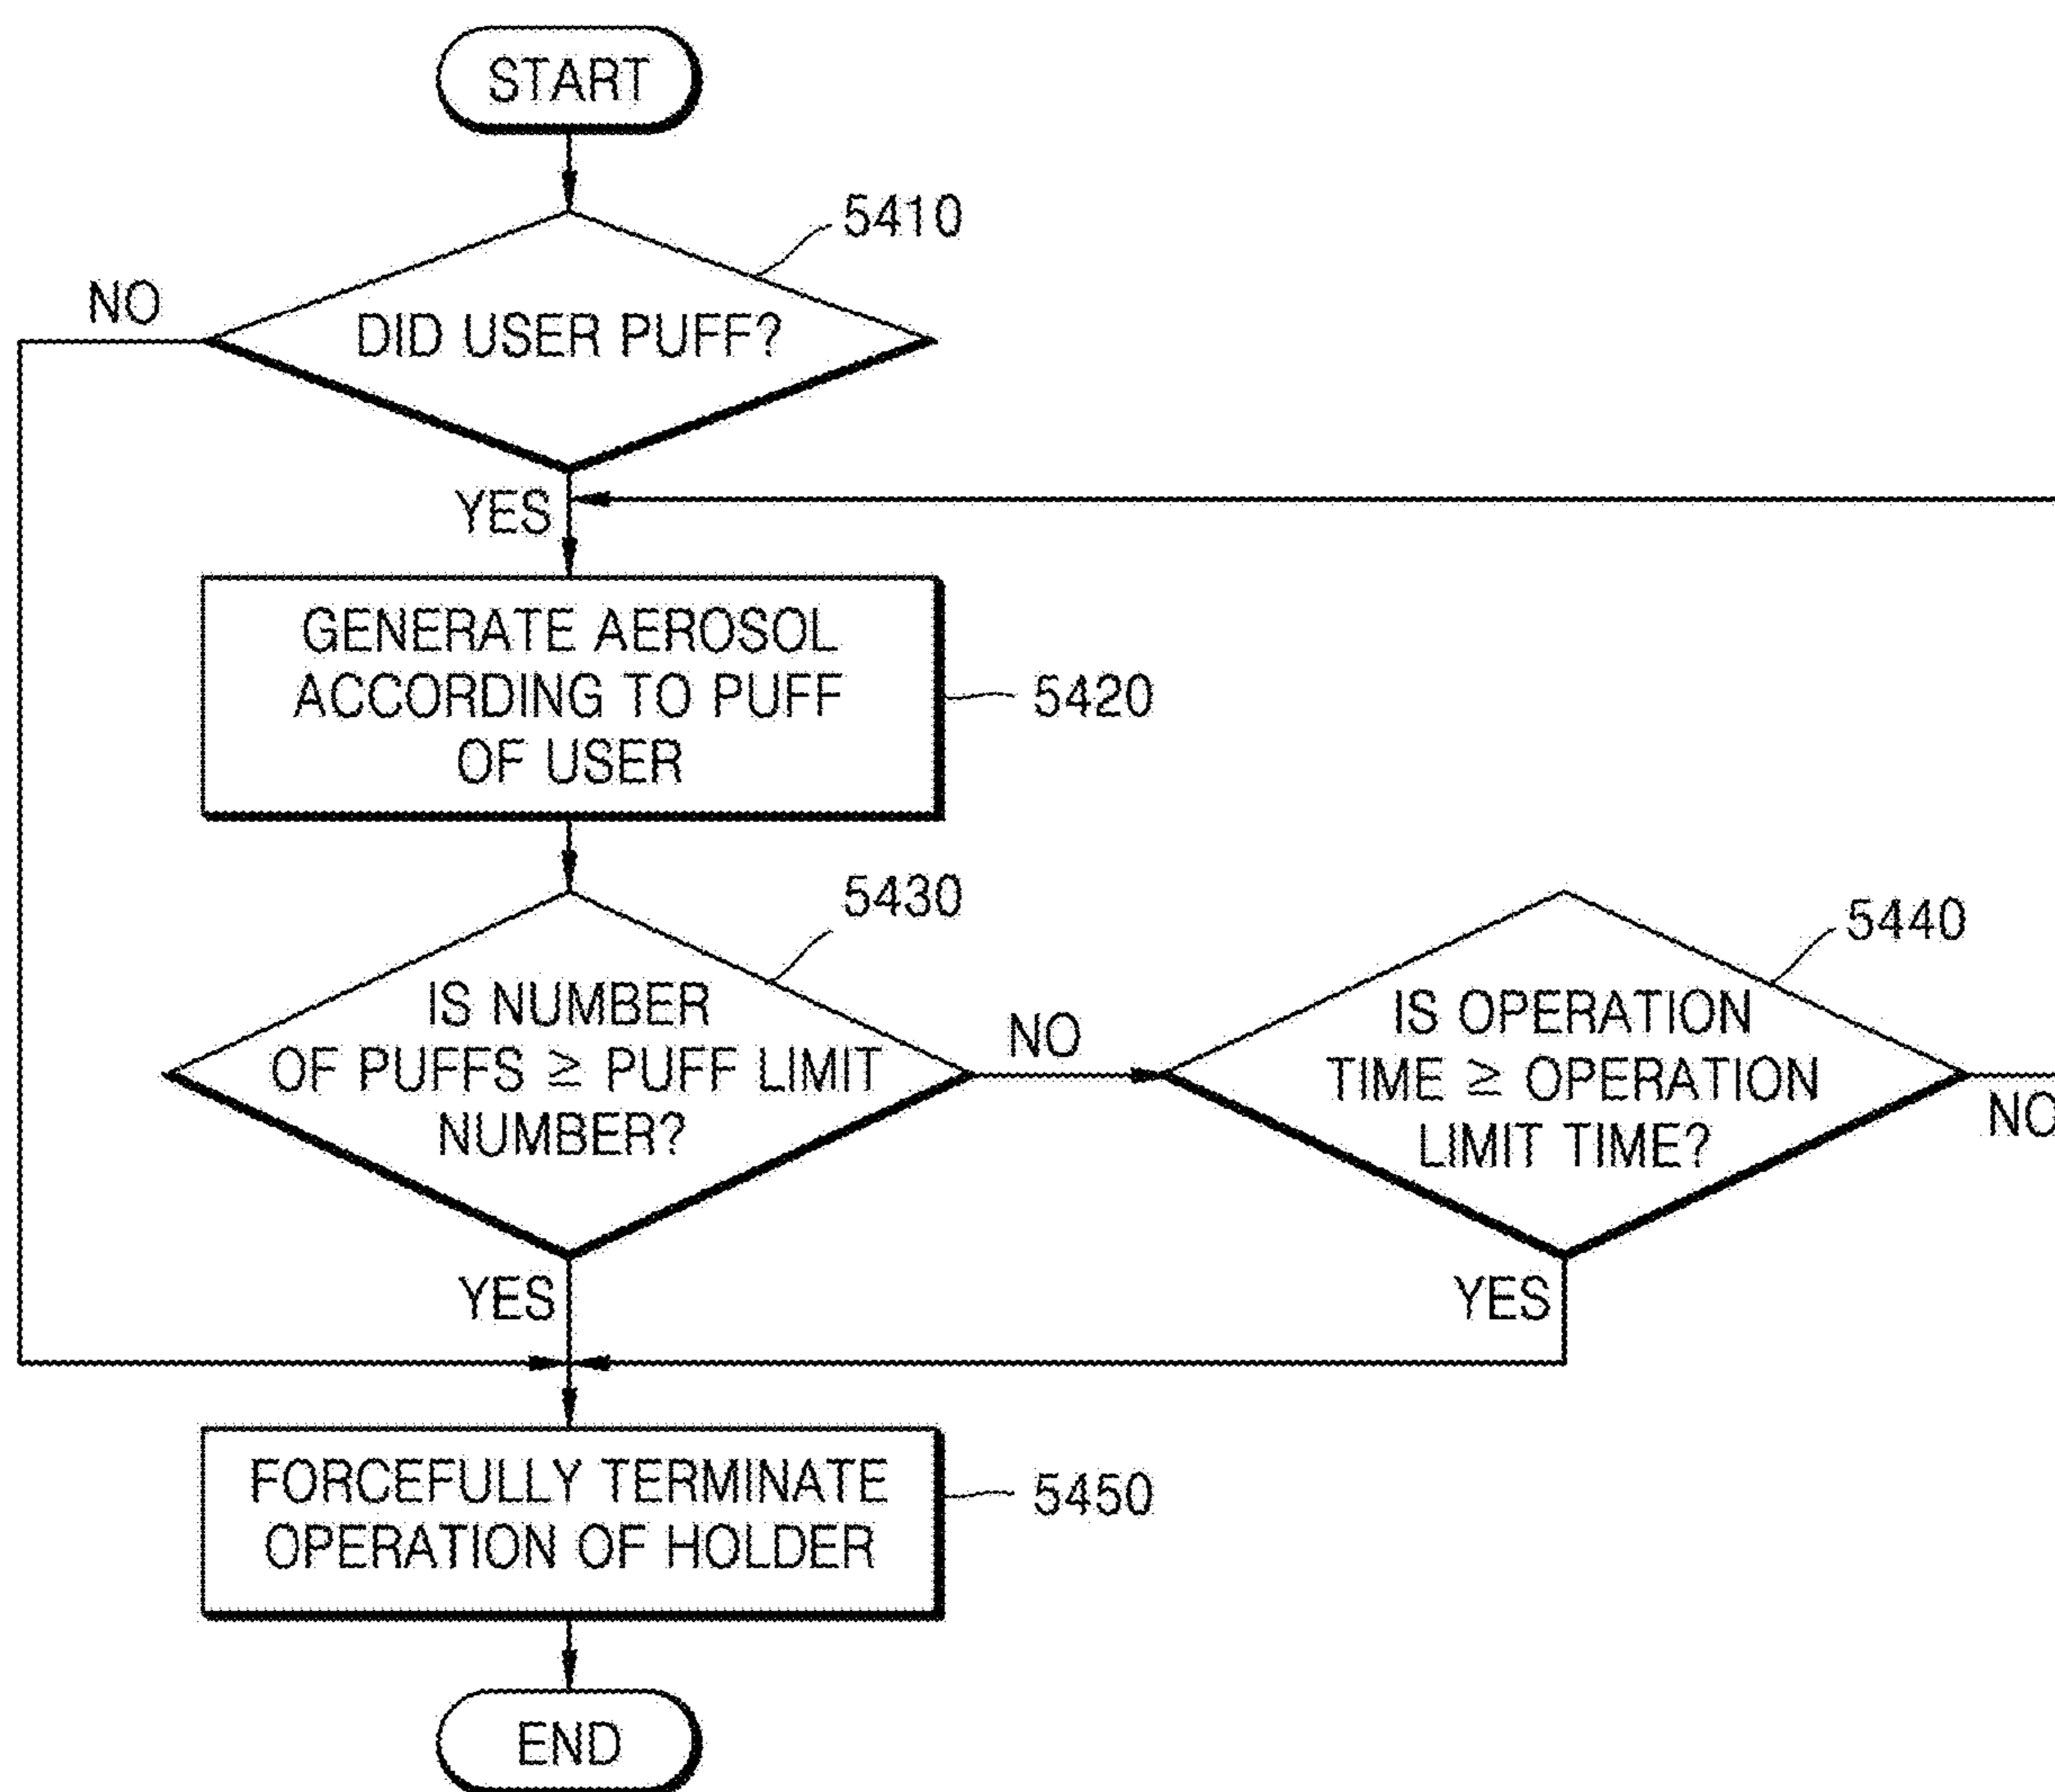 START
5410
NO
DID USER PUFF?
YES
GENERATE AEROSOL
ACCORDING TO PUFF
OF USER
5420
5430
IS NUMBER
OF PUFFS ≥ PUFF LIMIT
NUMBER?
NO
5440
IS OPERATION
TIME ≥ OPERATION
LIMIT TIME?
NO
YES
YES
FORCEFULLY TERMINATE
OPERATION OF HOLDER
5450
END